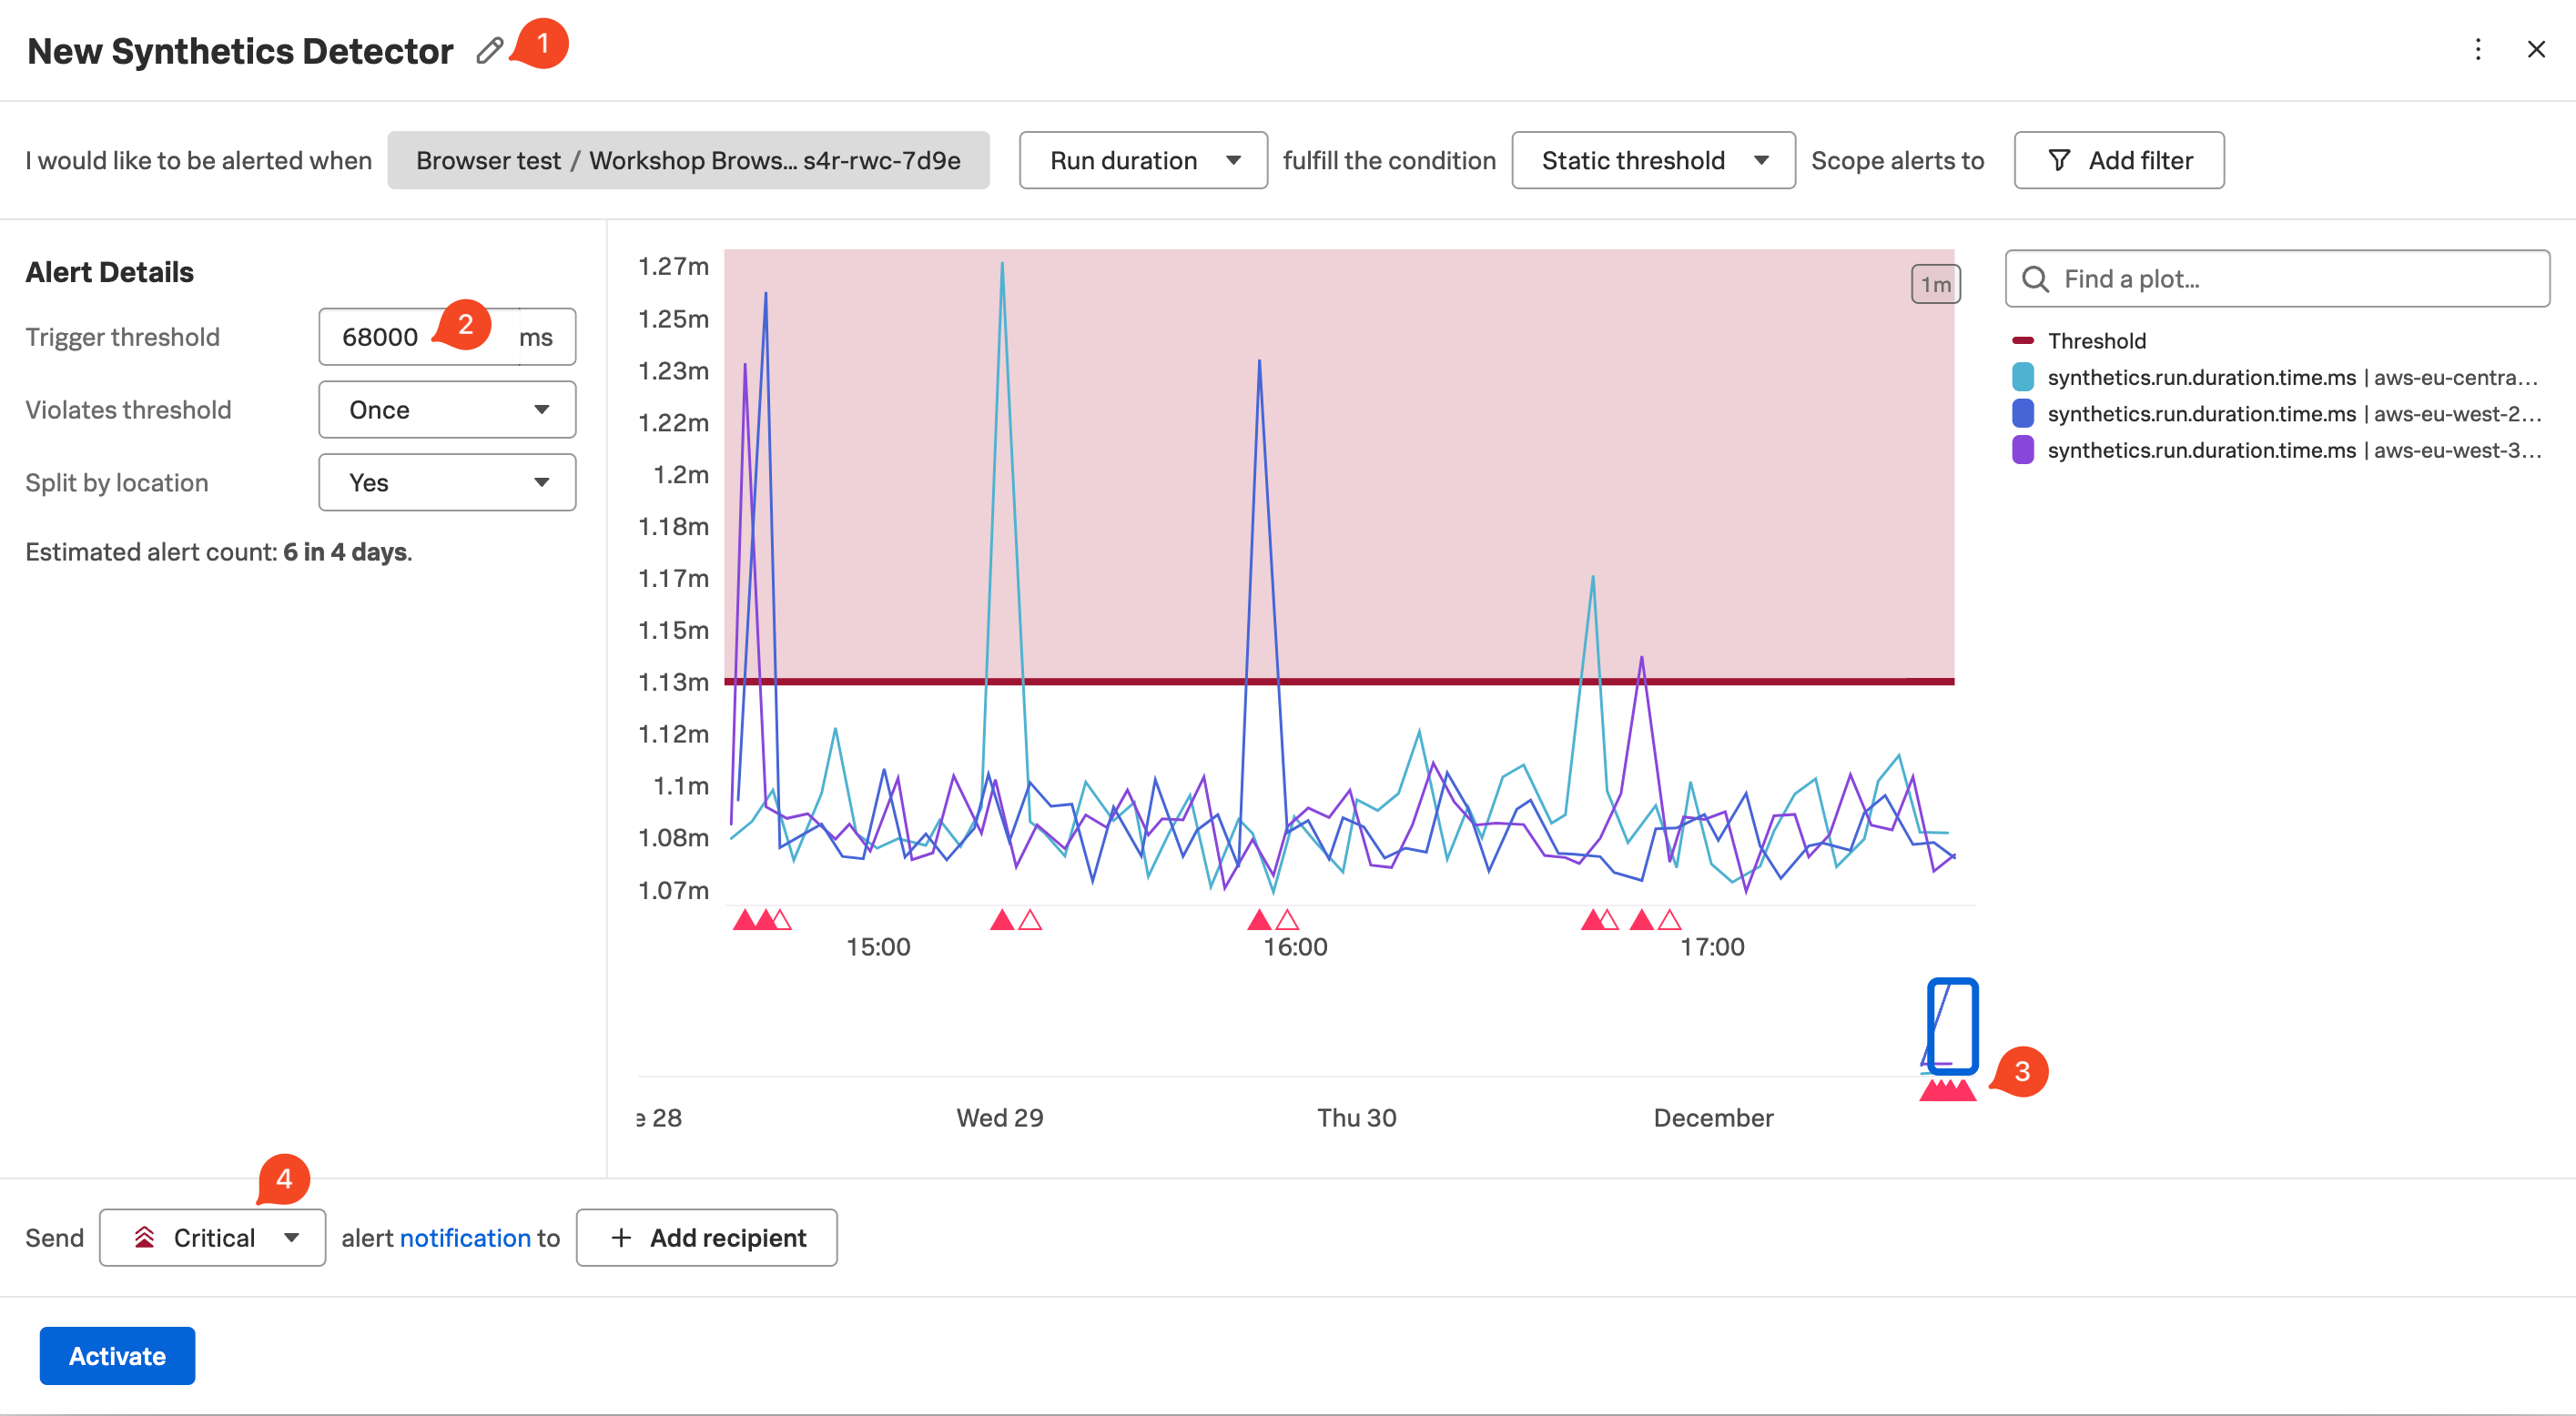 New Synthetics Detector
1
I would like to be alerted when Browser test / Workshop Brows... s4r-rwc-7d9e Run duration fulfill the condition Static threshold Scope alerts to Add filter
Alert Details
Trigger threshold 68000 ms
2
Violates threshold Once
Split by location Yes
Estimated alert count: 6 in 4 days.
1.27m
1.25m
1.23m
1.22m
1.2m
1.18m
1.17m
1.15m
1.13m
1.12m
1.1m
1.08m
1.07m
1m
15:00 16:00 17:00
e 28 Wed 29 Thu 30 December
3
Find a plot...
Threshold
synthetics.run.duration.time.ms | aws-eu-centra...
synthetics.run.duration.time.ms | aws-eu-west-2...
synthetics.run.duration.time.ms | aws-eu-west-3...
4
Send Critical alert notification to + Add recipient
Activate